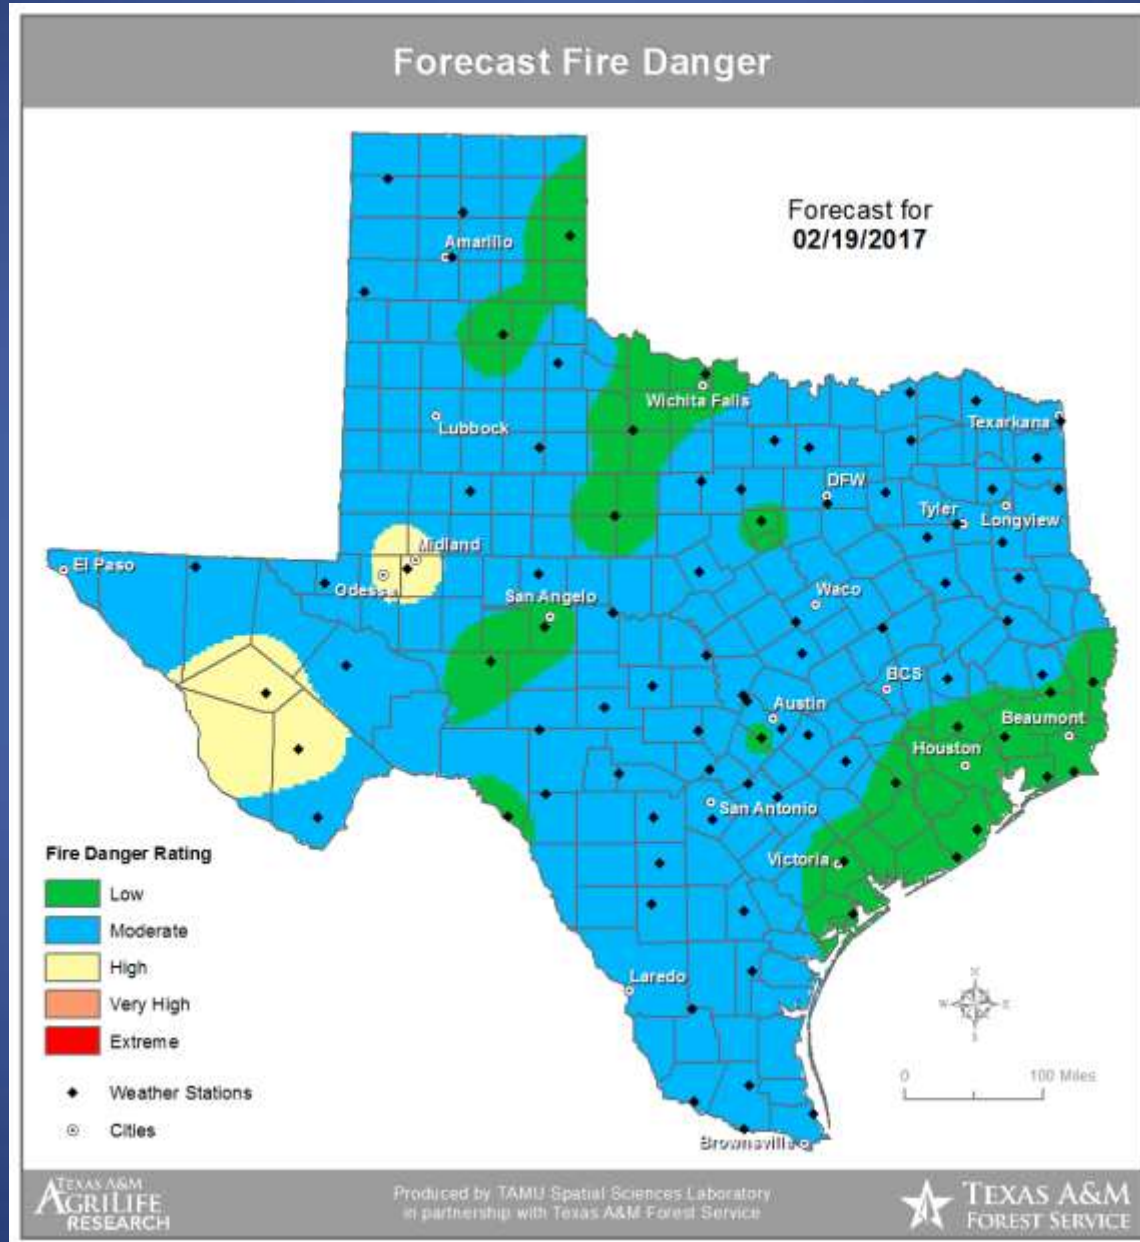 Forecast Fire Danger
Forecast for
02/19/2017
Amarillo
Wichita Falls
Lubbock
Texarkana
DFW
Tyler
Longview
Midland
El Paso
Odessa
San Angelo
Waco
BCS
Austin
Beaumont
Houston
San Antonio
Victoria
Laredo
Brownsville
Fire Danger Rating
Low
Moderate
High
Very High
Extreme
Weather Stations
Cities
N
W
E
S
0
100 Miles
TEXAS A&M
AGRILIFE
RESEARCH
Produced by TAMU Spatial Sciences Laboratory
in partnership with Texas A&M Forest Service
TEXAS A&M
FOREST SERVICE